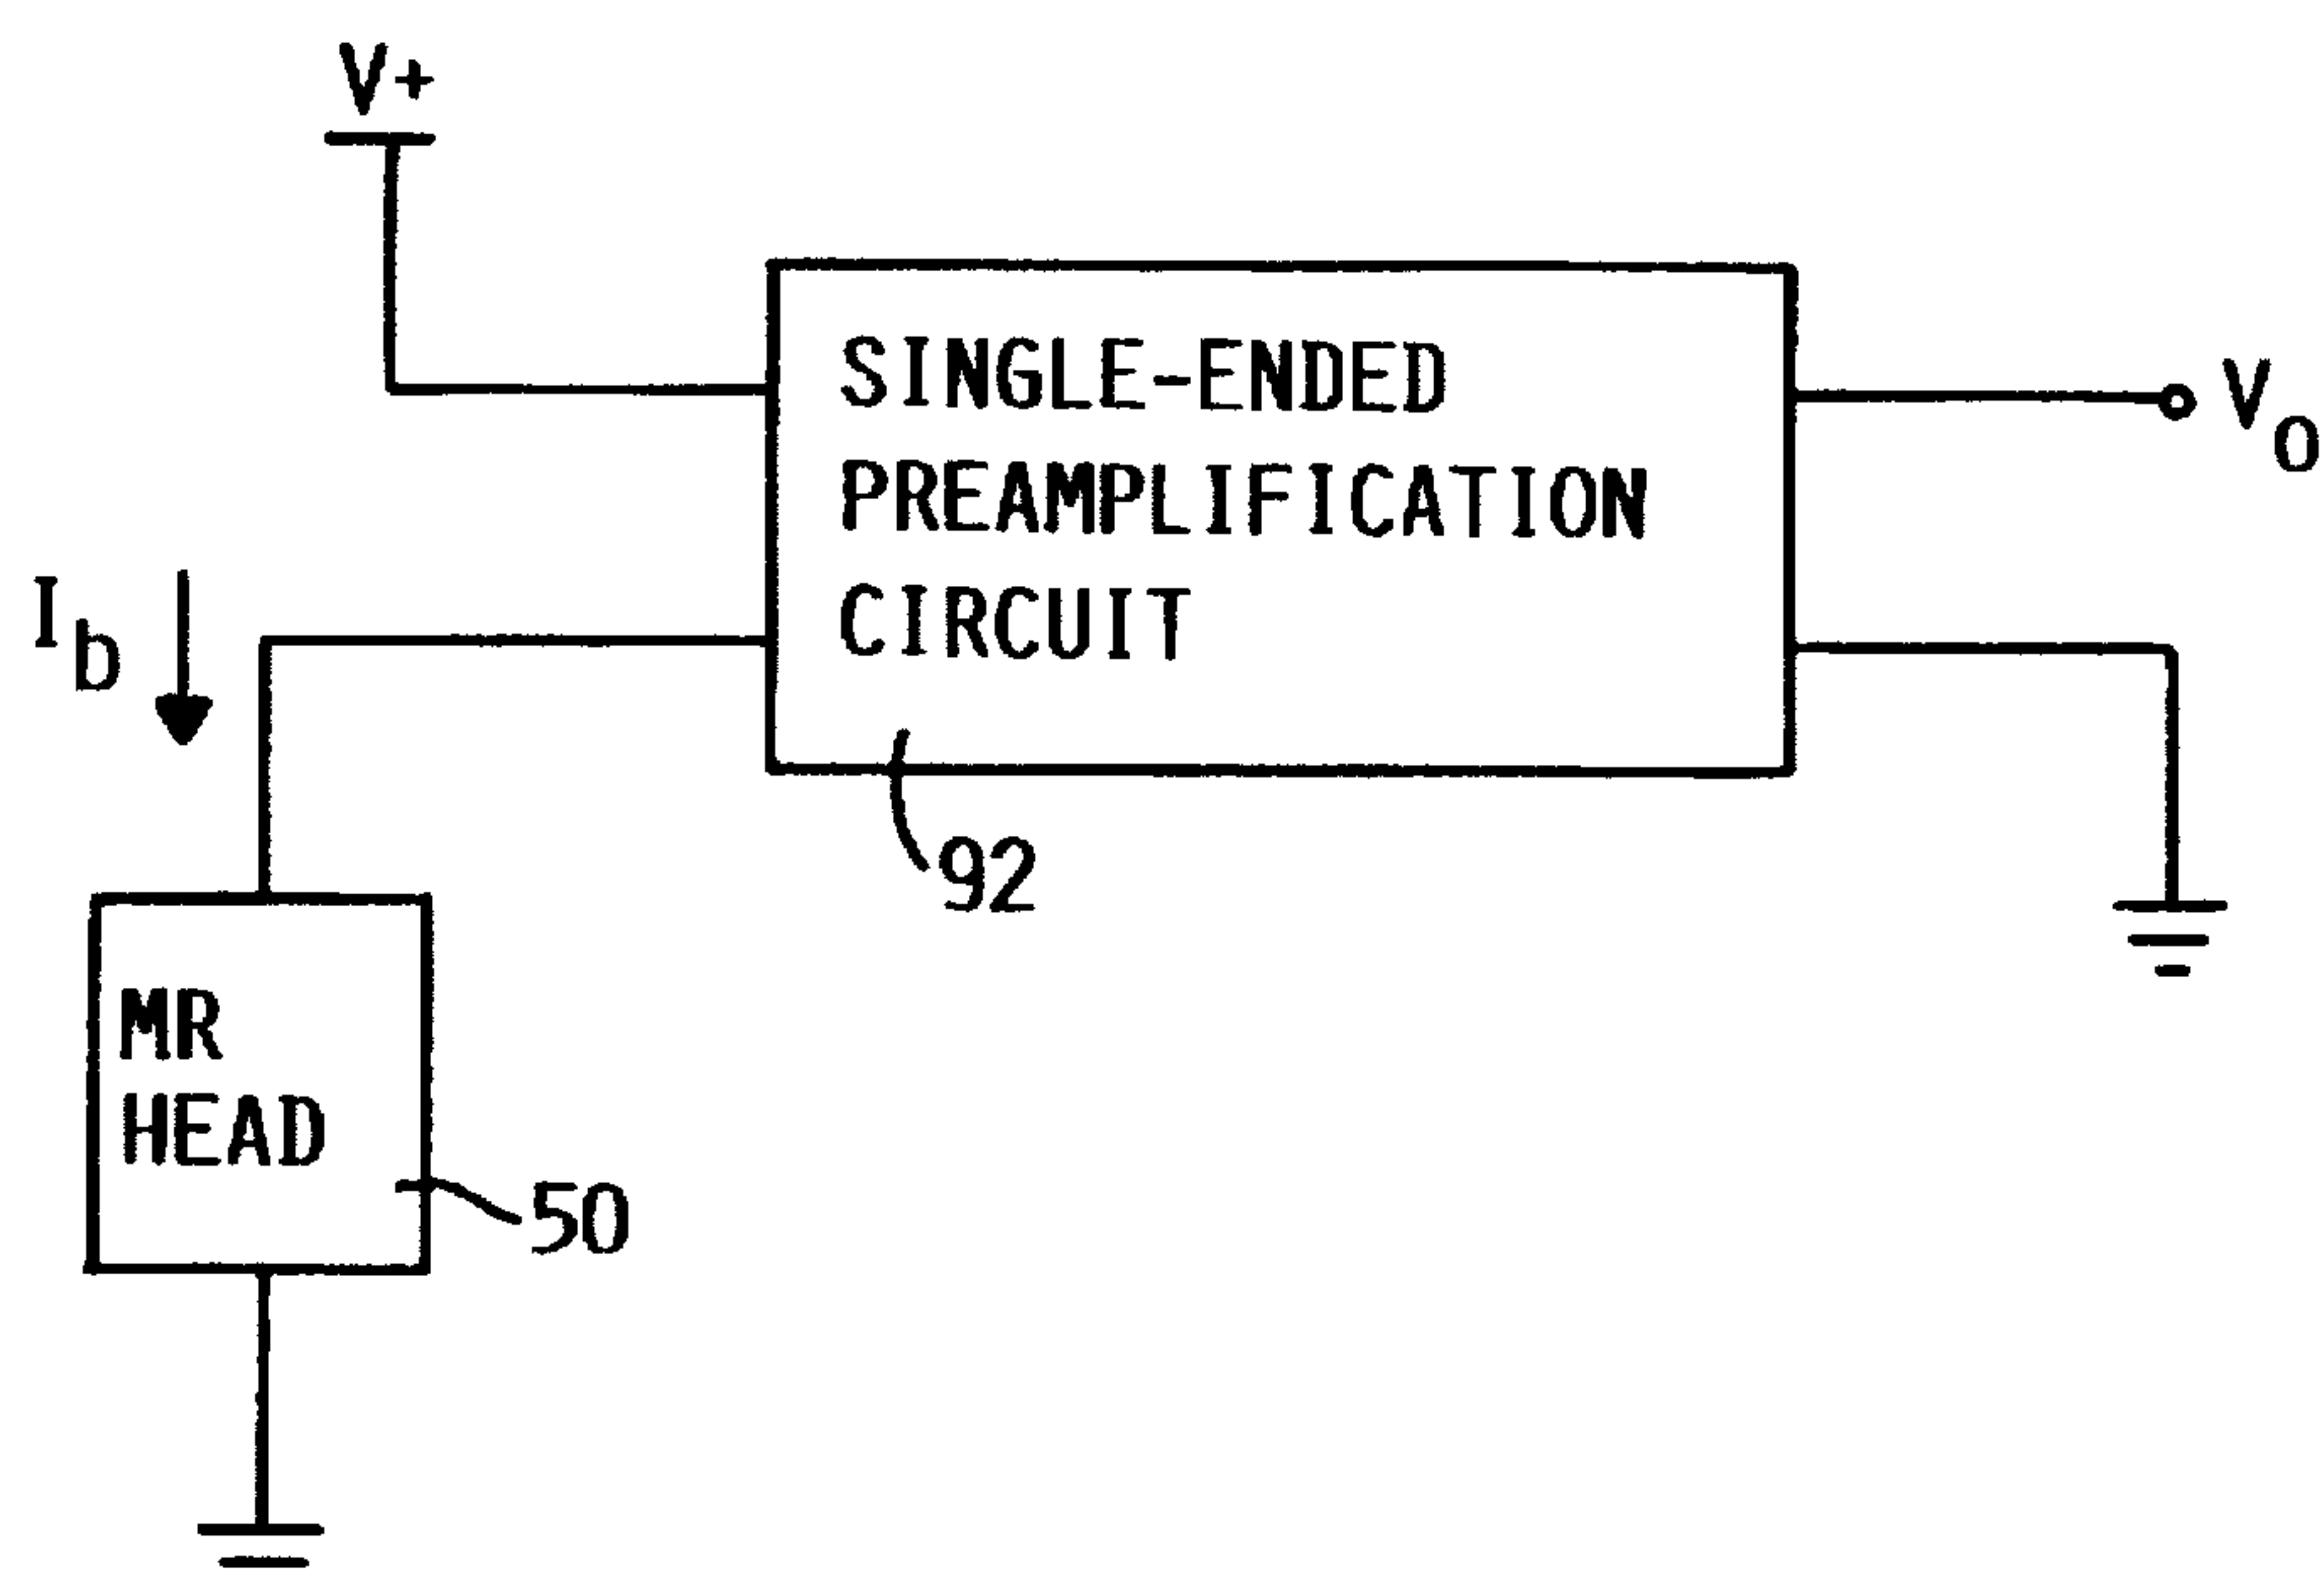 V+
SINGLE-ENDED
PREAMPLIFICATION
CIRCUIT
Vo
Ib
92
MR
HEAD
50